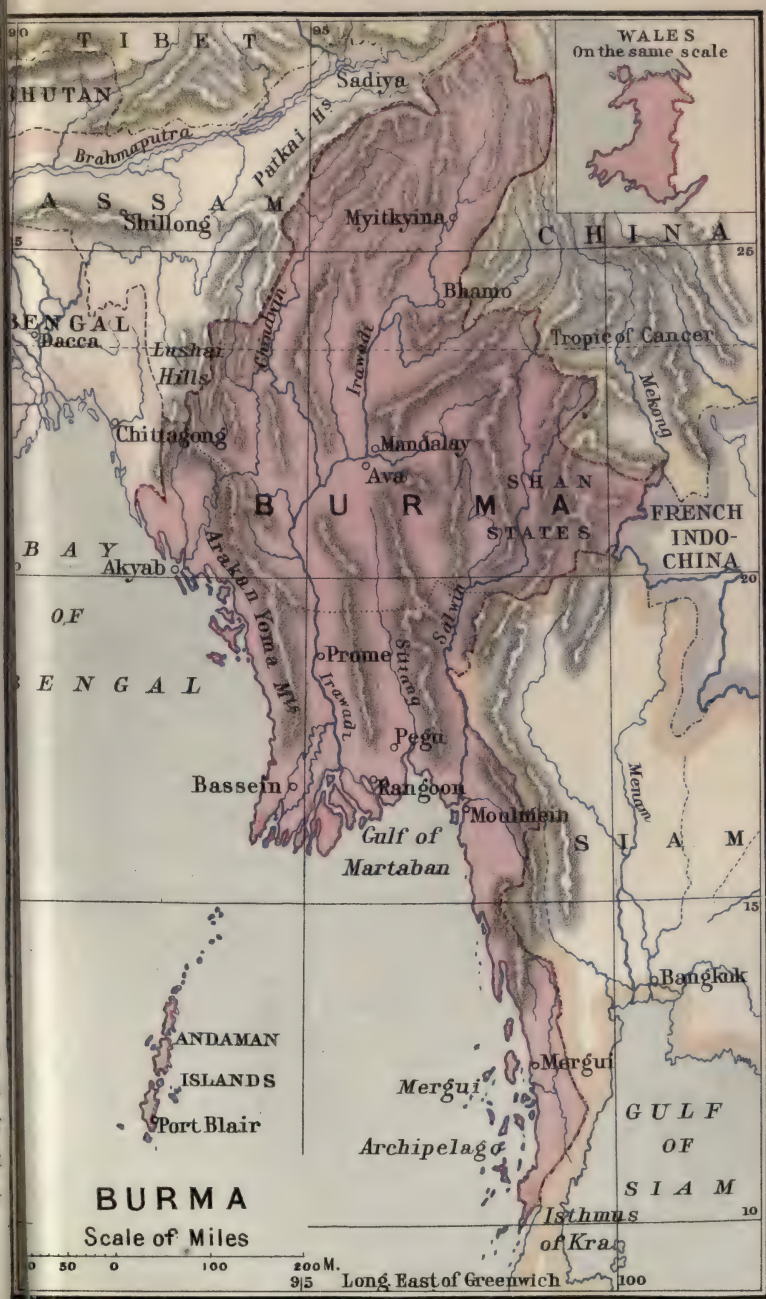 90
95
TIBET
WALES
On the same scale
Sadiya
BHUTAN
Patkai Hs
Brahmaputra
ASSAM
Shillong
Myitkyina
CHINA
25
Bhamo
BENGAL
Dacca
Lushai
Hills
Chindwin
Irawadi
Tropic of Cancer
Mekong
Chittagong
Mandalay
Ava
SHAN
BURMA
STATES
FRENCH
INDO-
CHINA
BAY
Akyab
20
OF
Arakan Yoma Mts
Salwin
BENGAL
Prome
Irawadi
Sittang
Pegu
Bassein
Rangoon
Moulmein
Menam
Gulf of
Martaban
SIAM
15
Bangkok
ANDAMAN
ISLANDS
Port Blair
Mergui
Mergui
Archipelago
GULF
OF
SIAM
10
BURMA
Scale of Miles
Isthmus
of Kra
50 0 100 200 M.
95 Long. East of Greenwich 100